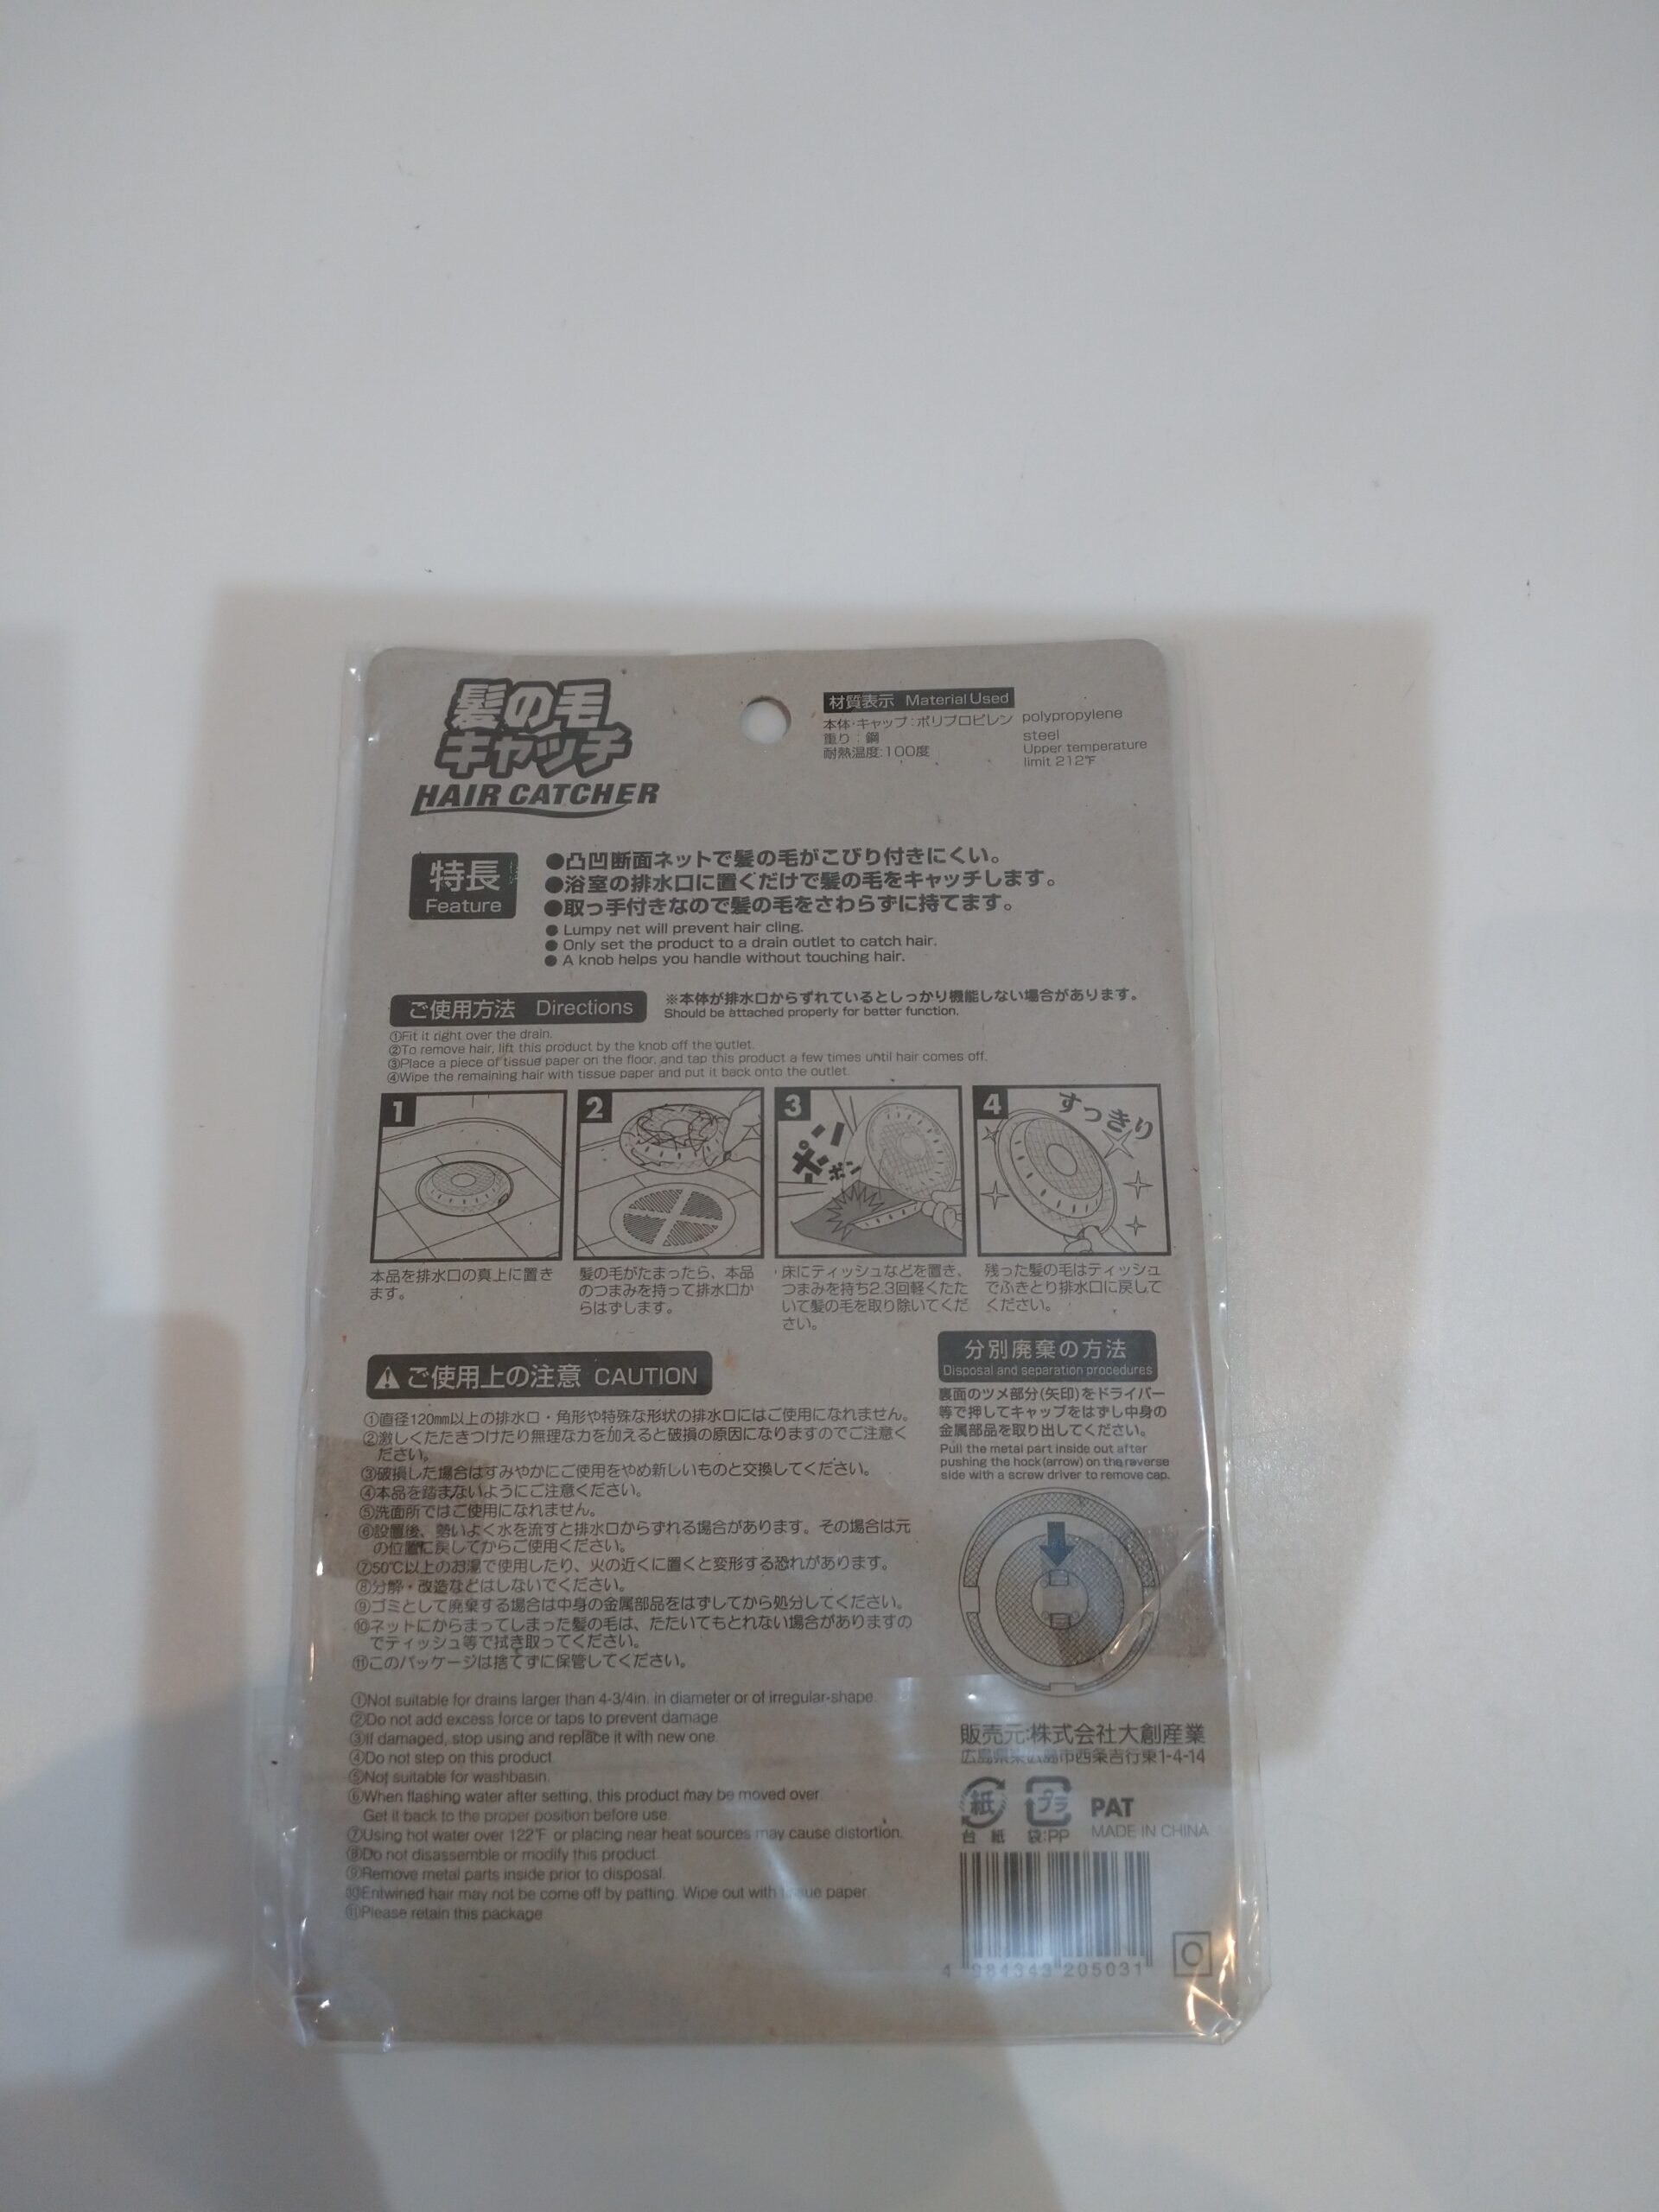 髪の毛
キャッチ
HAIR CATCHER
材質表示 Material Used
本体・キャップ：ポリプロピレン polypropylene
重り：鋼 steel
耐熱温度:100度 Upper temperature
limit 212℉
特長
Feature
●凸凹断面ネットで髪の毛がこびり付きにくい。
●浴室の排水口に置くだけで髪の毛をキャッチします。
●取っ手付きなので髪の毛をさわらずに持てます。
● Lumpy net will prevent hair cling.
● Only set the product to a drain outlet to catch hair.
● A knob helps you handle without touching hair.
ご使用方法 Directions
※本体が排水口からずれているとしっかり機能しない場合があります。
Should be attached properly for better function.
①Fit it right over the drain.
②To remove hair, lift this product by the knob off the outlet.
③Place a piece of tissue paper on the floor, and tap this product a few times until hair comes off.
④Wipe the remaining hair with tissue paper and put it back onto the outlet.
1
2
3
ポン
ポン
4
すっきり
本品を排水口の真上に置き
ます。
髪の毛がたまったら、本品
のつまみを持って排水口か
らはずします。
床にティッシュなどを置き、
つまみを持ち2.3回軽くたた
いて髪の毛を取り除いてくだ
さい。
残った髪の毛はティッシュ
でふきとり排水口に戻して
ください。
ご使用上の注意 CAUTION
①直径120㎜以上の排水口・角形や特殊な形状の排水口にはご使用になれません。
②激しくたたきつけたり無理な力を加えると破損の原因になりますのでご注意く
ださい。
③破損した場合はすみやかにご使用をやめ新しいものと交換してください。
④本品を踏まないようにご注意ください。
⑤洗面所ではご使用になれません。
⑥設置後、勢いよく水を流すと排水口からずれる場合があります。その場合は元
の位置に戻してからご使用ください。
⑦50℃以上のお湯で使用したり、火の近くに置くと変形する恐れがあります。
⑧分解・改造などはしないでください。
⑨ゴミとして廃棄する場合は中身の金属部品をはずしてから処分してください。
⑩ネットにからまってしまった髪の毛は、たたいてもとれない場合がありますの
でティッシュ等で拭き取ってください。
⑪このパッケージは捨てずに保管してください。
①Not suitable for drains larger than 4-3/4in. in diameter or of irregular-shape.
②Do not add excess force or taps to prevent damage.
③If damaged, stop using and replace it with new one.
④Do not step on this product.
⑤Not suitable for washbasin.
⑥When flashing water after setting, this product may be moved over.
Get it back to the proper position before use.
⑦Using hot water over 122℉ or placing near heat sources may cause distortion.
⑧Do not disassemble or modify this product.
⑨Remove metal parts inside prior to disposal.
⑩Entwined hair may not be come off by patting. Wipe out with tissue paper.
⑪Please retain this package
分別廃棄の方法
Disposal and separation procedures
裏面のツメ部分(矢印)をドライバー
等で押してキャップをはずし中身の
金属部品を取り出してください。
Pull the metal part inside out after
pushing the hock(arrow) on the reverse
side with a screw driver to remove cap.
販売元:株式会社大創産業
広島県東広島市西条吉行東1-4-14
紙 プラ PAT
台紙 袋:PP MADE IN CHINA
4 984343 205031
O